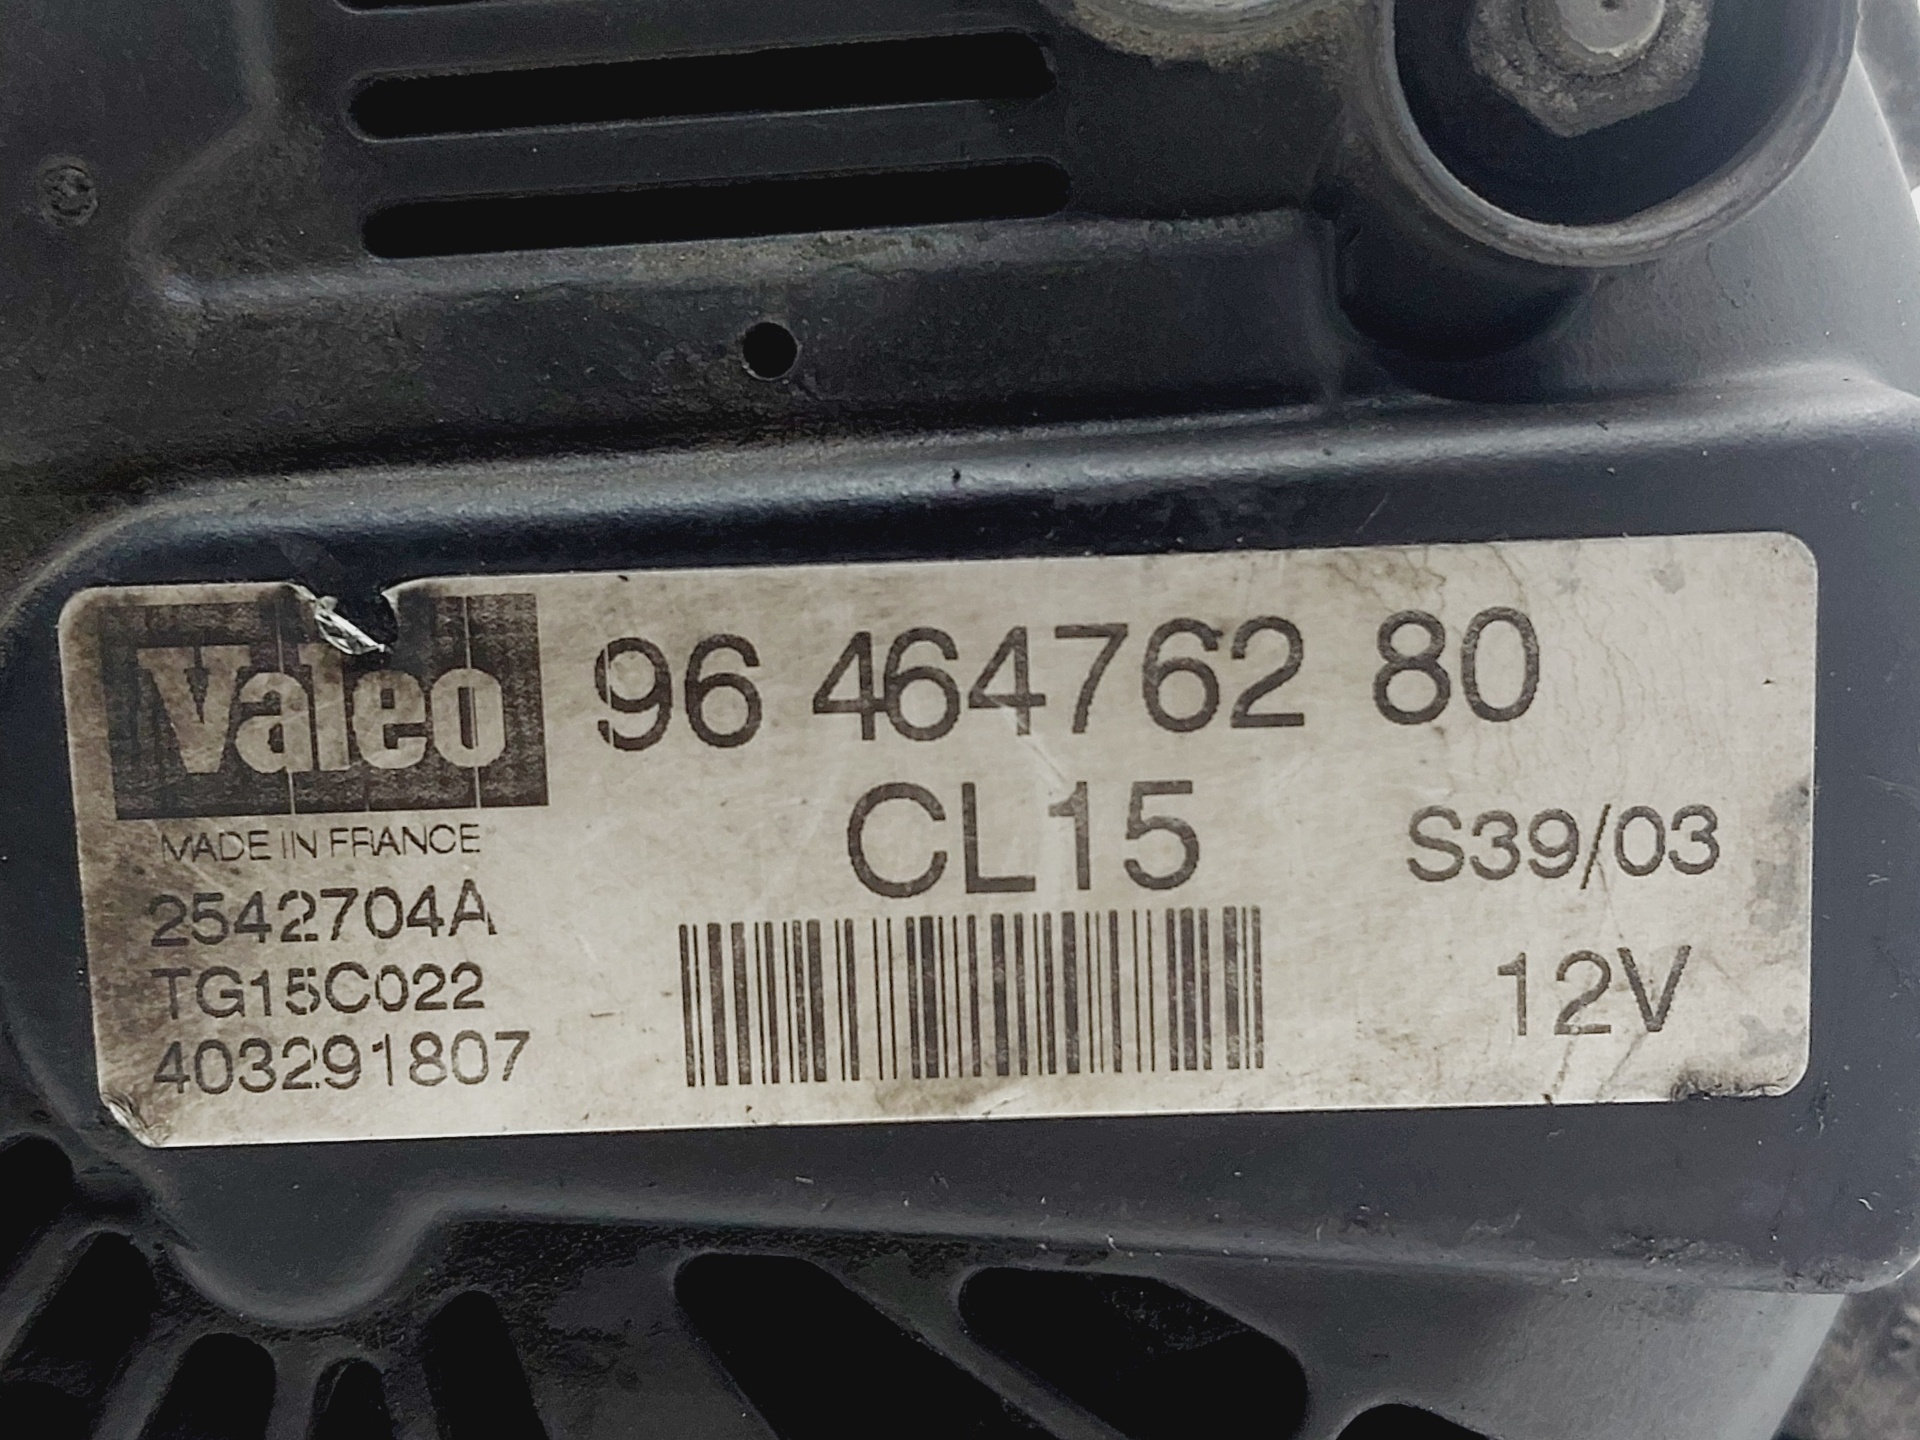 Valeo
96 464762 80
MADE IN FRANCE
CL15
S39/03
2542704A
TG15C022
12V
403291807